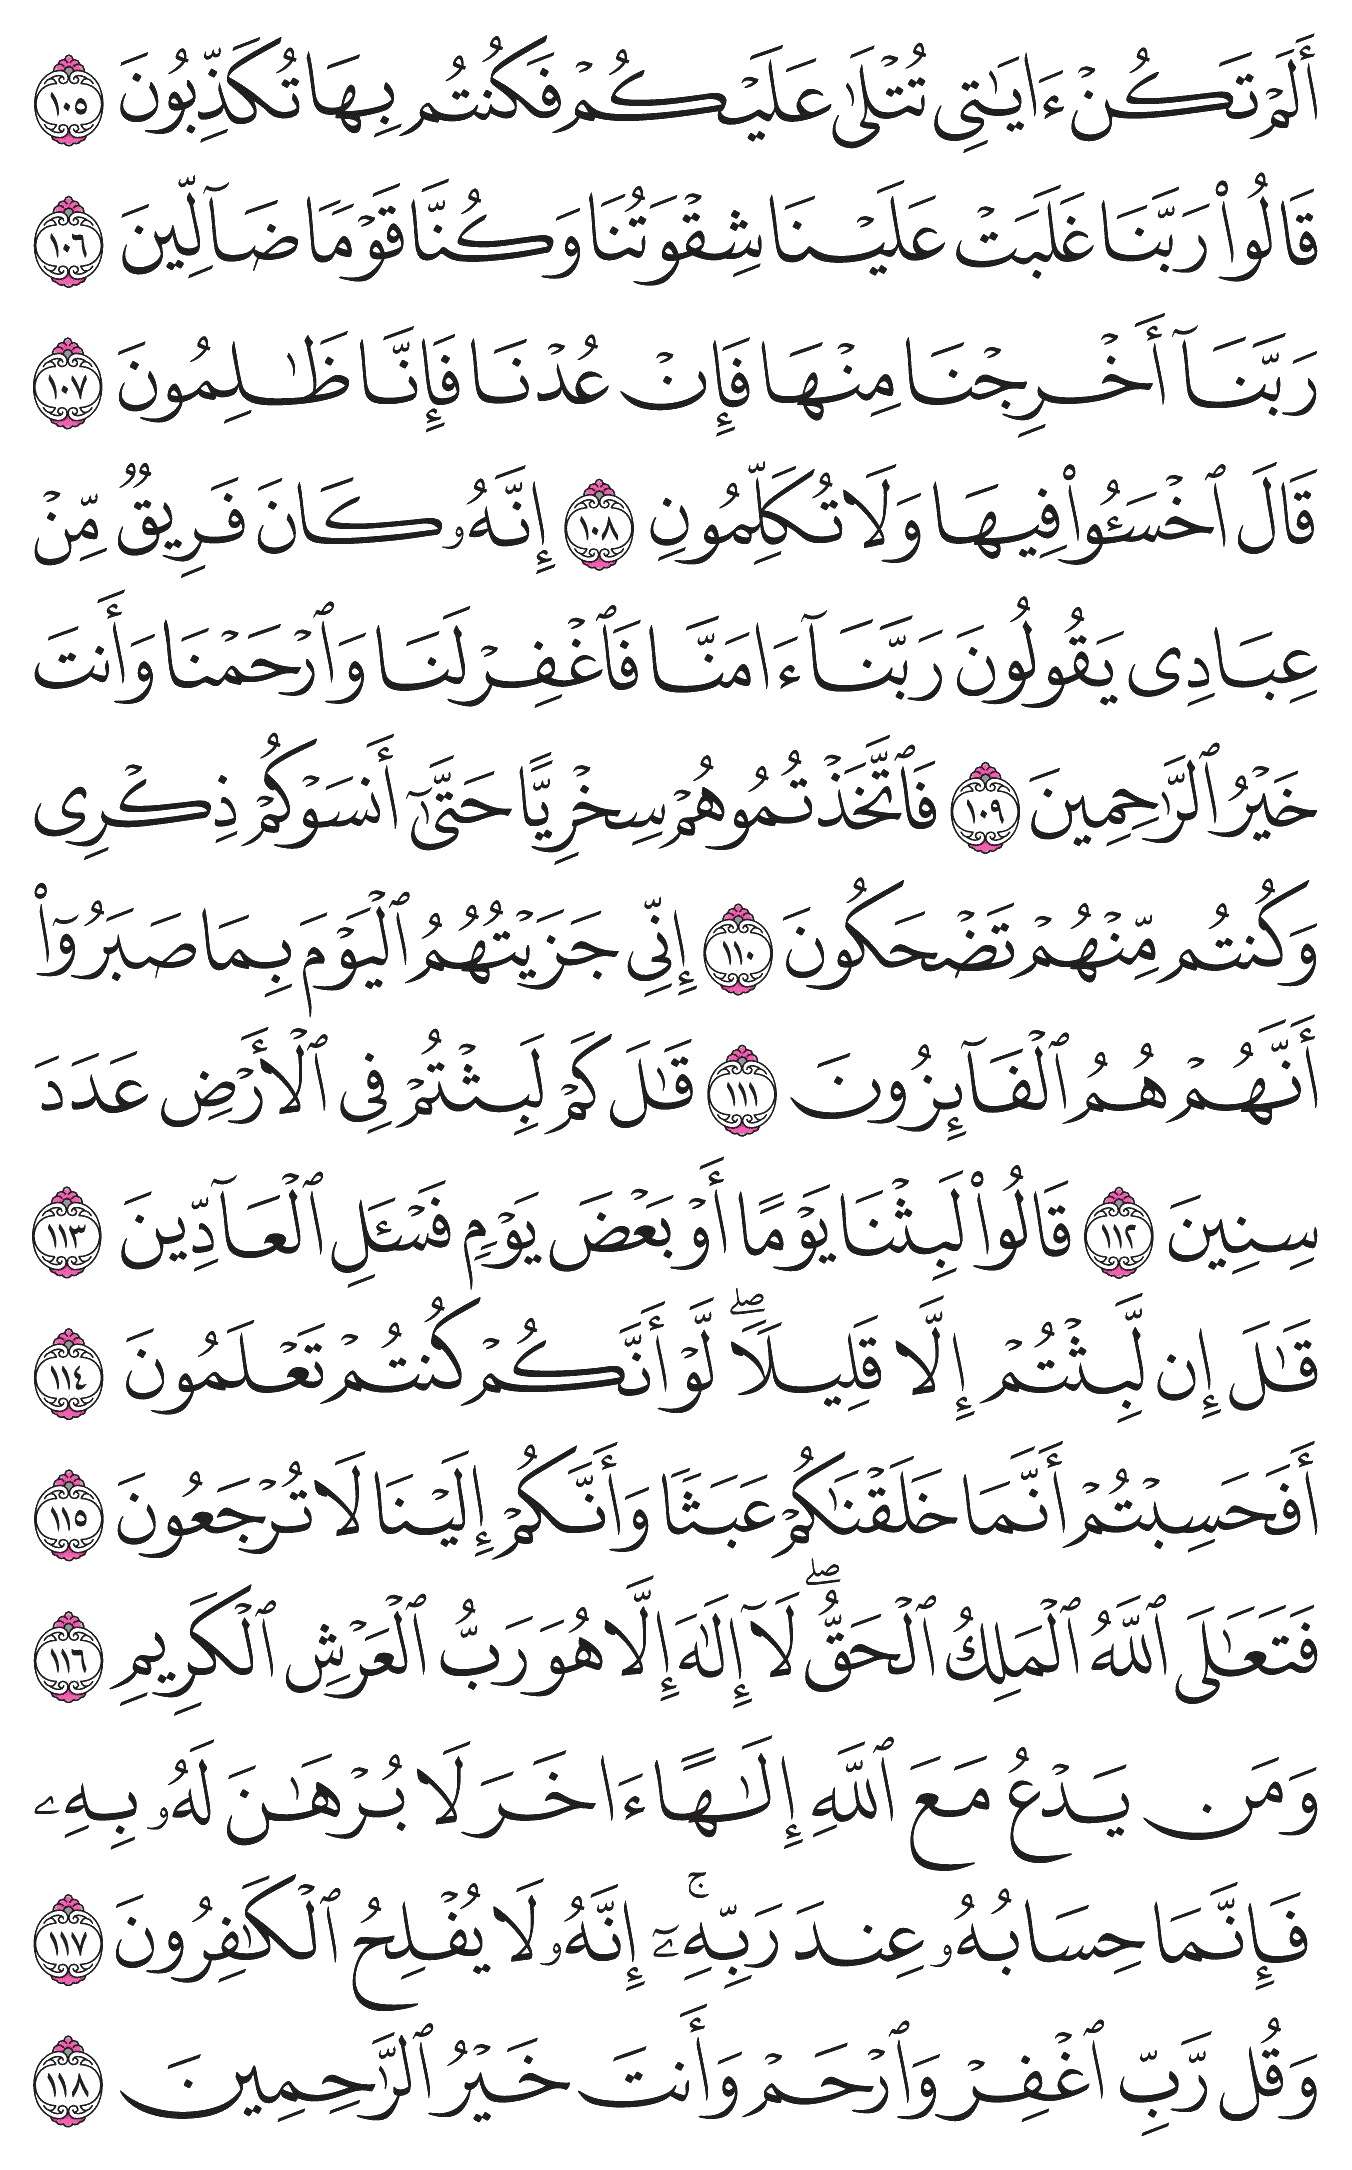 أَلَمْ تَكُنْ ءَايَـٰتِى تُتْلَىٰ عَلَيْكُمْ فَكُنتُم بِهَا تُكَذِّبُونَ ١٠٥
قَالُوا۟ رَبَّنَا غَلَبَتْ عَلَيْنَا شِقْوَتُنَا وَكُنَّا قَوْمًا ضَآلِّينَ ١٠٦
رَبَّنَآ أَخْرِجْنَا مِنْهَا فَإِنْ عُدْنَا فَإِنَّا ظَـٰلِمُونَ ١٠٧
قَالَ ٱخْسَـُٔوا۟ فِيهَا وَلَا تُكَلِّمُونِ ١٠٨ إِنَّهُۥ كَانَ فَرِيقٌ مِّنْ
عِبَادِى يَقُولُونَ رَبَّنَآ ءَامَنَّا فَٱغْفِرْ لَنَا وَٱرْحَمْنَا وَأَنتَ
خَيْرُ ٱلرَّٰحِمِينَ ١٠٩ فَٱتَّخَذْتُمُوهُمْ سِخْرِيًّا حَتَّىٰٓ أَنسَوْكُمْ ذِكْرِى
وَكُنتُم مِّنْهُمْ تَضْحَكُونَ ١١٠ إِنِّى جَزَيْتُهُمُ ٱلْيَوْمَ بِمَا صَبَرُوٓا۟
أَنَّهُمْ هُمُ ٱلْفَآئِزُونَ ١١١ قَـٰلَ كَمْ لَبِثْتُمْ فِى ٱلْأَرْضِ عَدَدَ
سِنِينَ ١١٢ قَالُوا۟ لَبِثْنَا يَوْمًا أَوْ بَعْضَ يَوْمٍ فَسْـَٔلِ ٱلْعَآدِّينَ ١١٣
قَـٰلَ إِن لَّبِثْتُمْ إِلَّا قَلِيلًا ۖ لَّوْ أَنَّكُمْ كُنتُمْ تَعْلَمُونَ ١١٤
أَفَحَسِبْتُمْ أَنَّمَا خَلَقْنَـٰكُمْ عَبَثًا وَأَنَّكُمْ إِلَيْنَا لَا تُرْجَعُونَ ١١٥
فَتَعَـٰلَى ٱللَّهُ ٱلْمَلِكُ ٱلْحَقُّ ۖ لَآ إِلَـٰهَ إِلَّا هُوَ رَبُّ ٱلْعَرْشِ ٱلْكَرِيمِ ١١٦
وَمَن يَدْعُ مَعَ ٱللَّهِ إِلَـٰهًا ءَاخَرَ لَا بُرْهَـٰنَ لَهُۥ بِهِۦ
فَإِنَّمَا حِسَابُهُۥ عِندَ رَبِّهِۦٓ ۚ إِنَّهُۥ لَا يُفْلِحُ ٱلْكَـٰفِرُونَ ١١٧
وَقُل رَّبِّ ٱغْفِرْ وَٱرْحَمْ وَأَنتَ خَيْرُ ٱلرَّٰحِمِينَ ١١٨